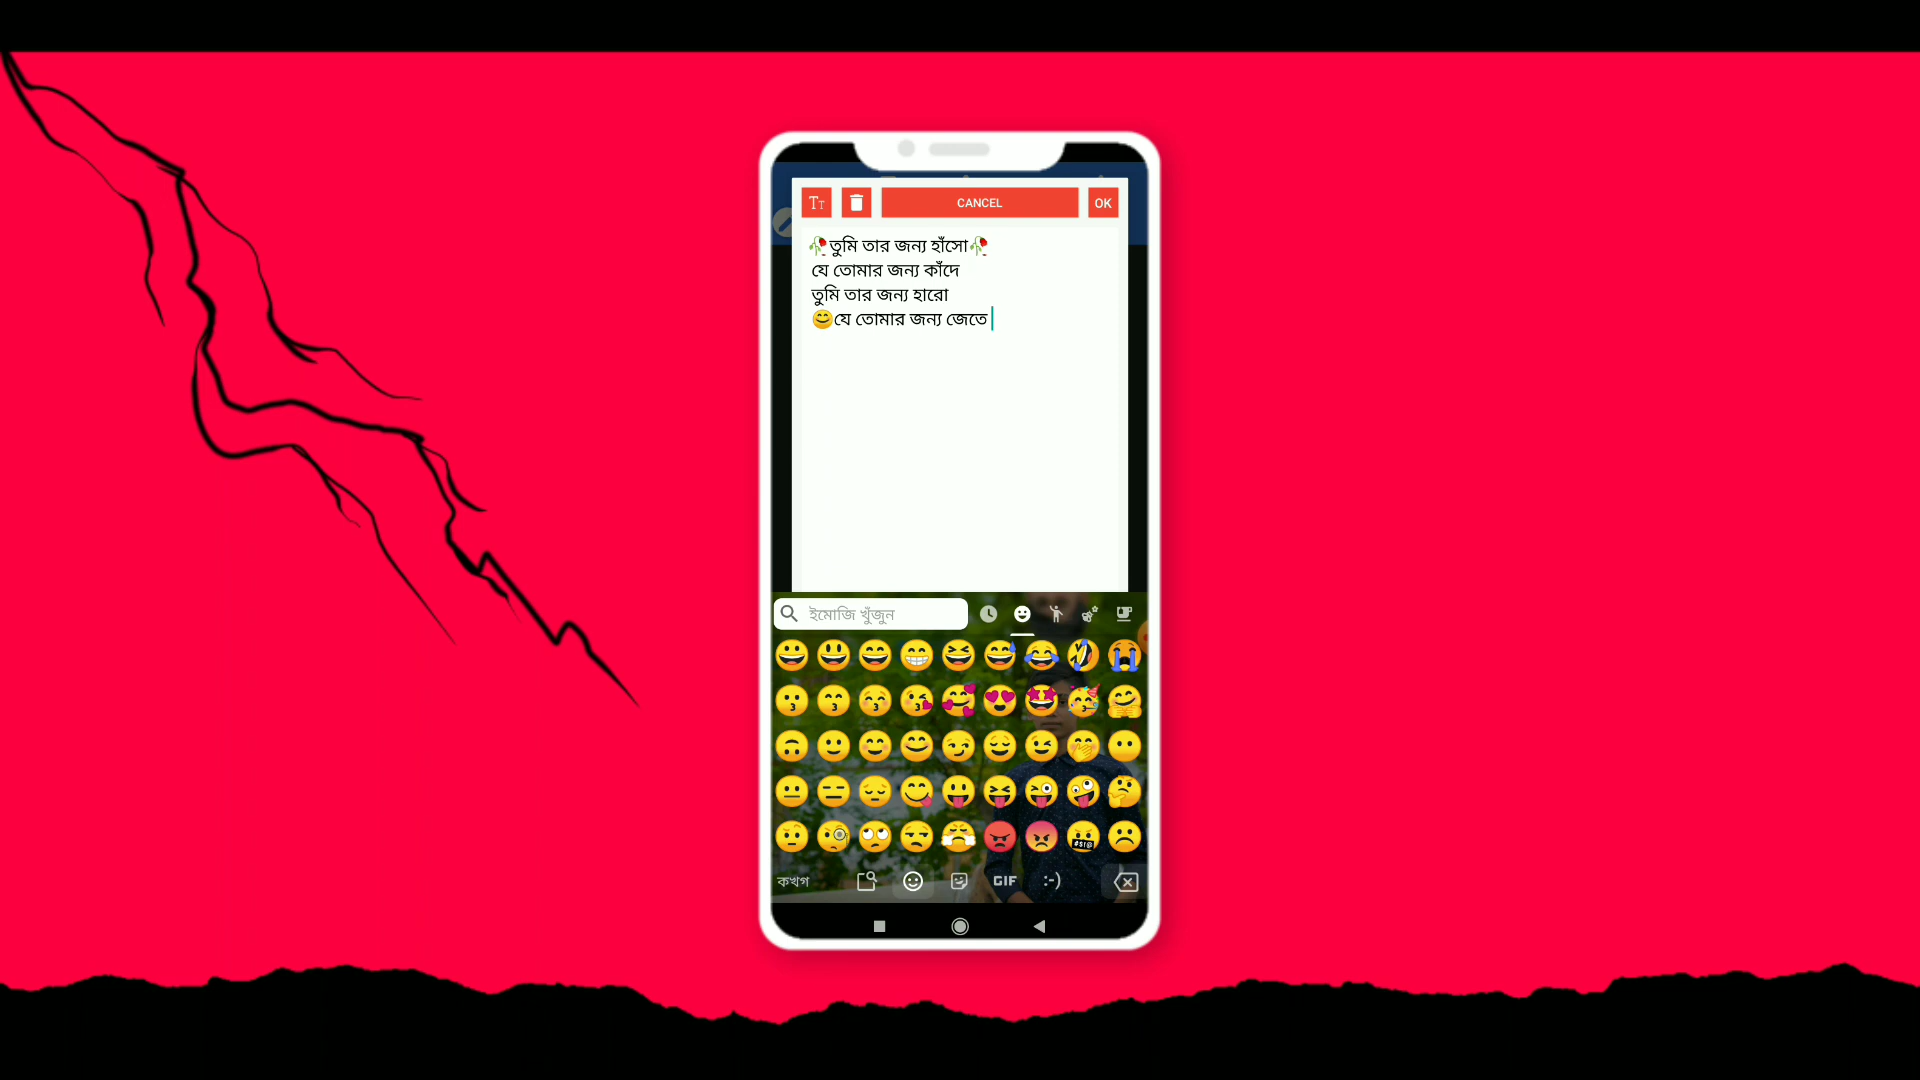 CANCEL
OK
🥀তুমি তার জন্য হাঁসো🥀
যে তোমার জন্য কাঁদে
তুমি তার জন্য হারো
😊যে তোমার জন্য জেতে
ইমোজি খুঁজুন
কখগ
GIF
:-)